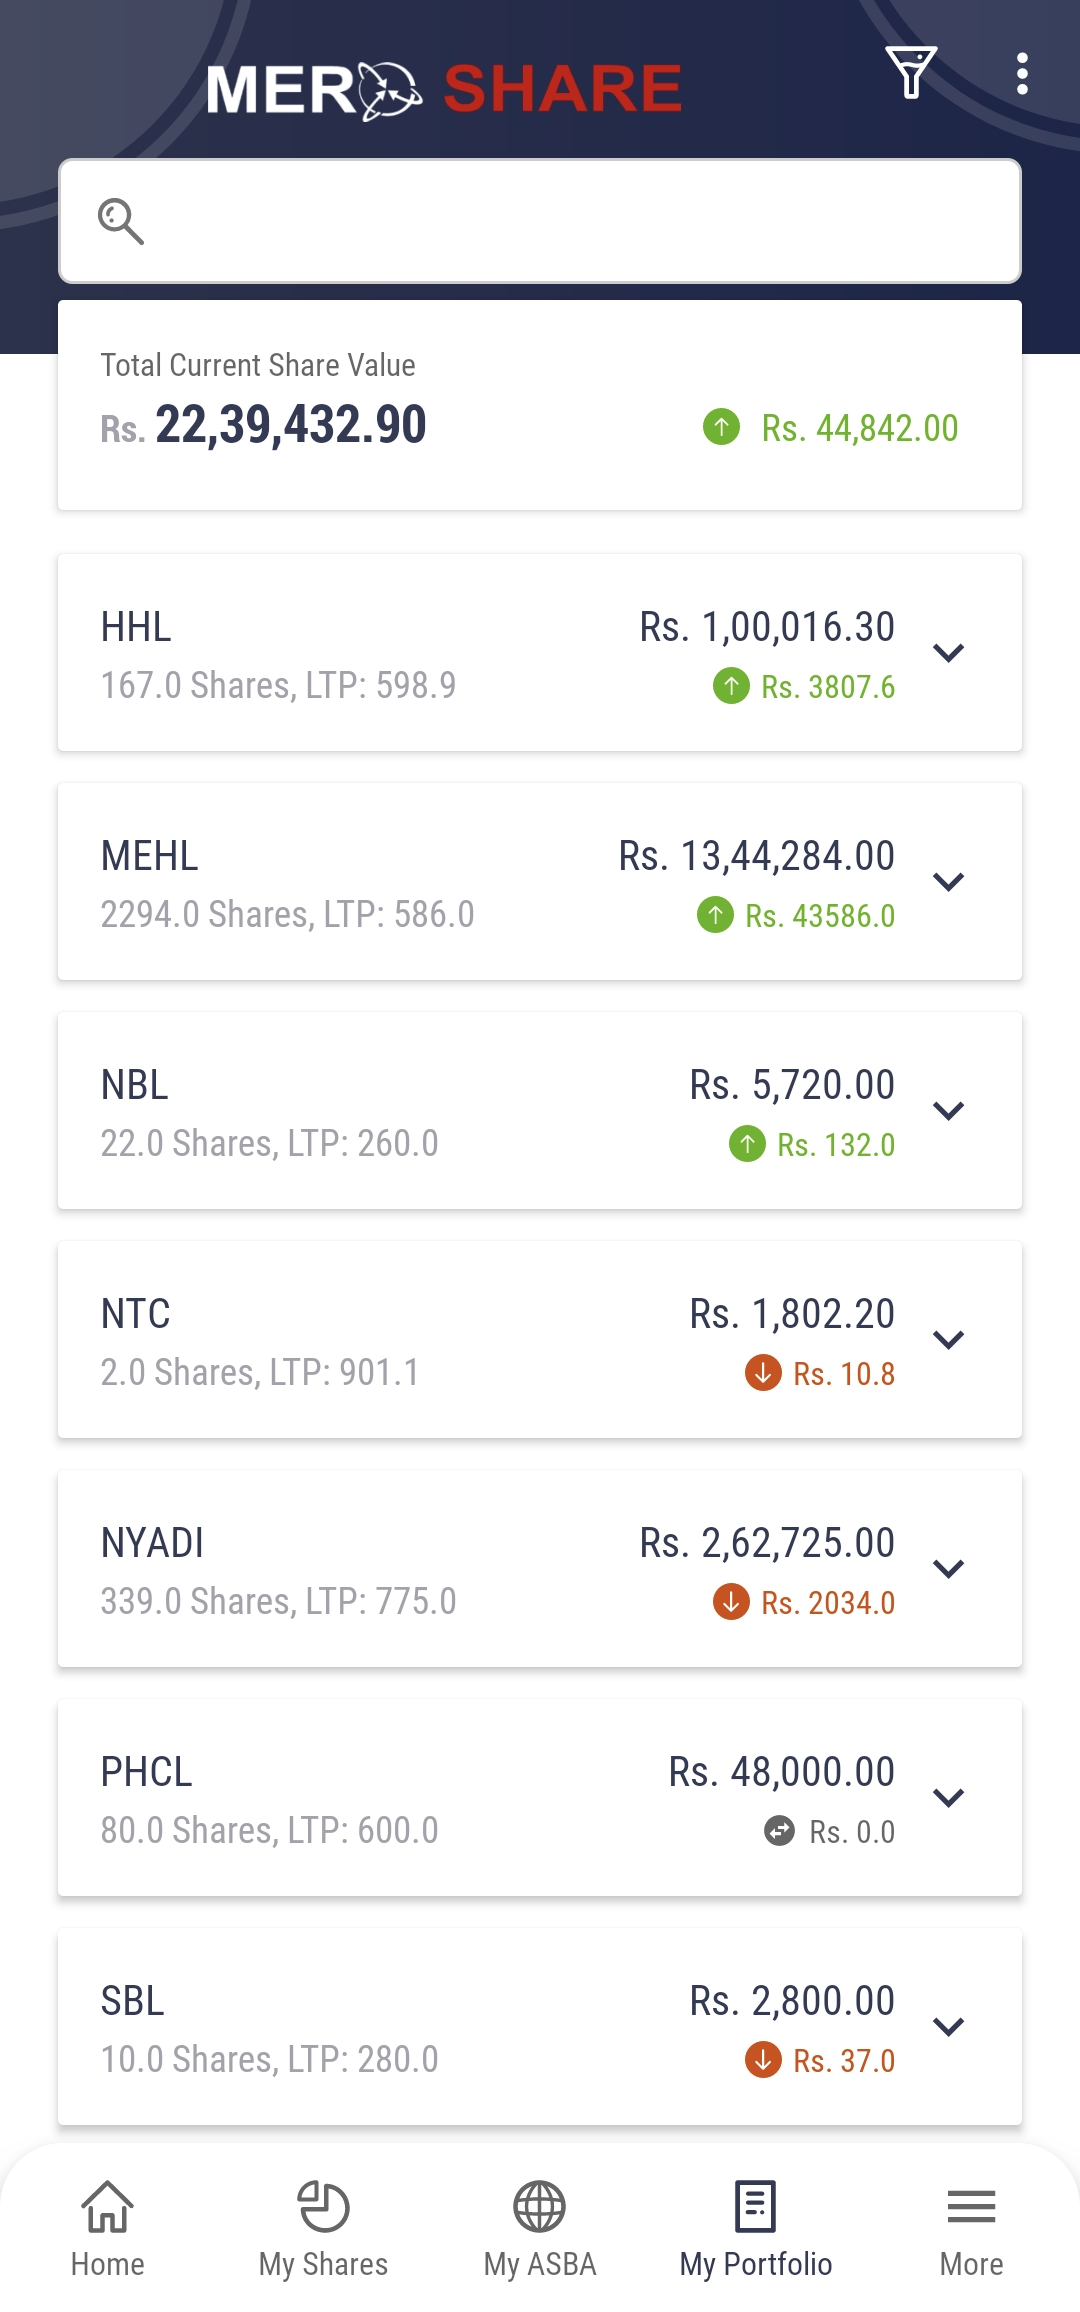 MERO SHARE
Total Current Share Value
Rs. 22,39,432.90
Rs. 44,842.00
HHL
Rs. 1,00,016.30
167.0 Shares, LTP: 598.9
Rs. 3807.6
MEHL
Rs. 13,44,284.00
2294.0 Shares, LTP: 586.0
Rs. 43586.0
NBL
Rs. 5,720.00
22.0 Shares, LTP: 260.0
Rs. 132.0
NTC
Rs. 1,802.20
2.0 Shares, LTP: 901.1
Rs. 10.8
NYADI
Rs. 2,62,725.00
339.0 Shares, LTP: 775.0
Rs. 2034.0
PHCL
Rs. 48,000.00
80.0 Shares, LTP: 600.0
Rs. 0.0
SBL
Rs. 2,800.00
10.0 Shares, LTP: 280.0
Rs. 37.0
Home
My Shares
My ASBA
My Portfolio
More